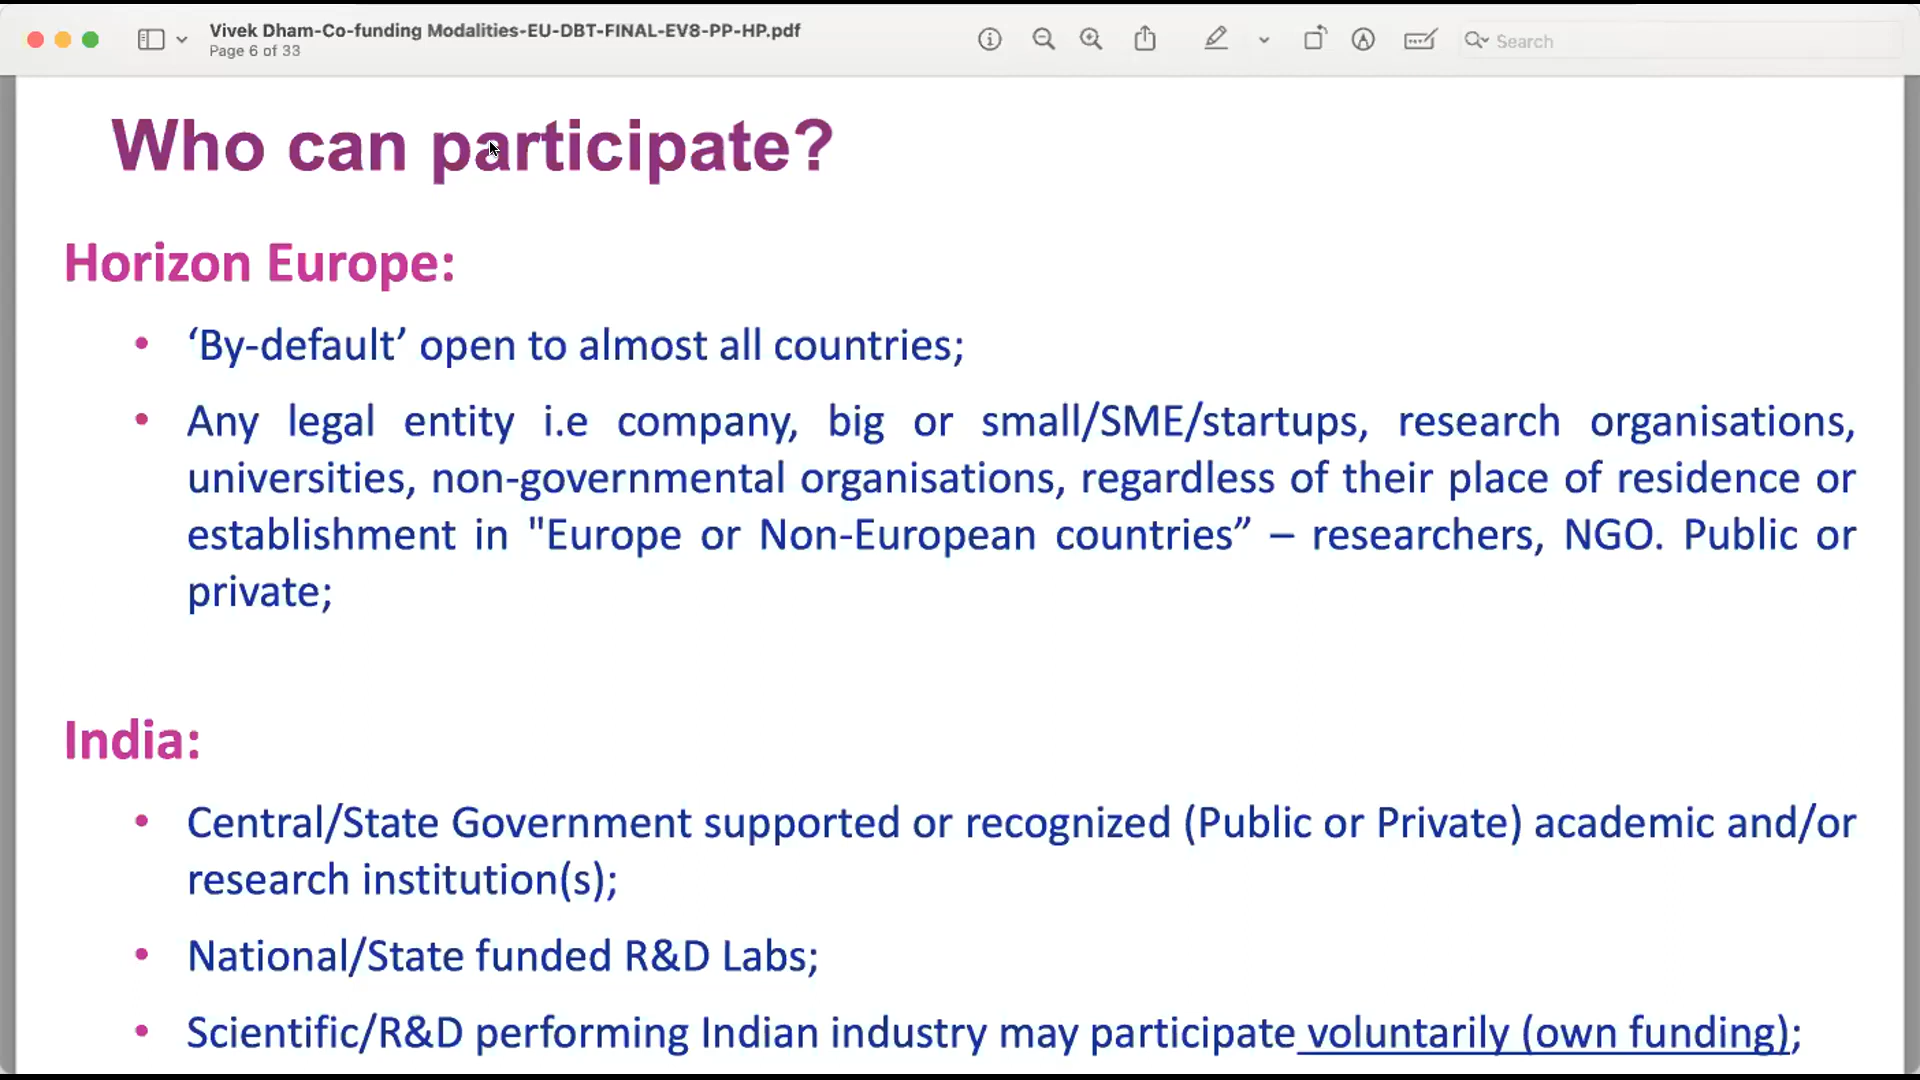 Vivek Dham-Co-funding Modalities-EU-DBT-FINAL-EV8-PP-HP.pdf
Page 6 of 33
Search
Who can participate?
Horizon Europe:
• ‘By-default’ open to almost all countries;
• Any legal entity i.e company, big or small/SME/startups, research organisations,
universities, non-governmental organisations, regardless of their place of residence or
establishment in "Europe or Non-European countries” – researchers, NGO. Public or
private;
India:
• Central/State Government supported or recognized (Public or Private) academic and/or
research institution(s);
• National/State funded R&D Labs;
• Scientific/R&D performing Indian industry may participate voluntarily (own funding);